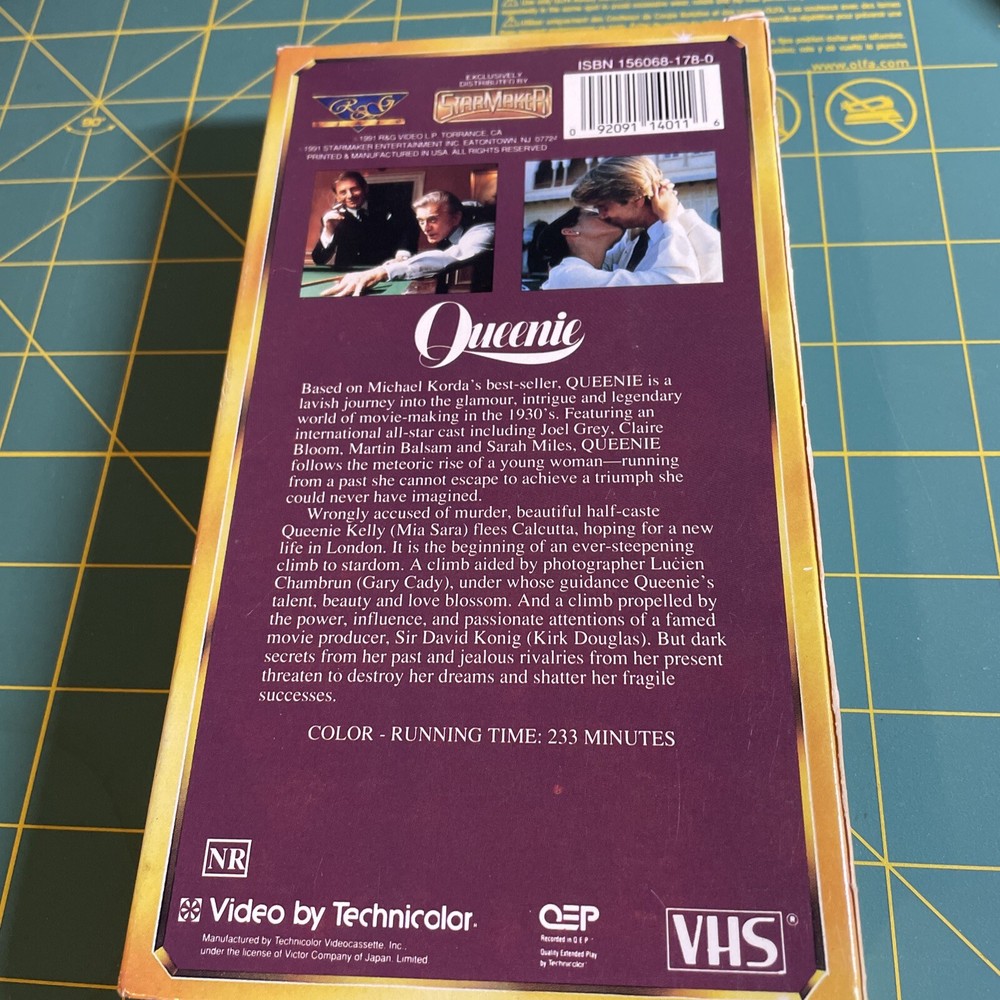 www.olfa.com
ISBN 156068-178-0
EXCLUSIVELY
DISTRIBUTED BY
R&G
STARMAKER
0 92091 14011 6
1991 R&G VIDEO L.P. TORRANCE, CA
1991 STARMAKER ENTERTAINMENT INC. EATONTOWN, NJ 07724
PRINTED & MANUFACTURED IN USA. ALL RIGHTS RESERVED
Queenie
Based on Michael Korda's best-seller, QUEENIE is a
lavish journey into the glamour, intrigue and legendary
world of movie-making in the 1930's. Featuring an
international all-star cast including Joel Grey, Claire
Bloom, Martin Balsam and Sarah Miles, QUEENIE
follows the meteoric rise of a young woman—running
from a past she cannot escape to achieve a triumph she
could never have imagined.
Wrongly accused of murder, beautiful half-caste
Queenie Kelly (Mia Sara) flees Calcutta, hoping for a new
life in London. It is the beginning of an ever-steepening
climb to stardom. A climb aided by photographer Lucien
Chambrun (Gary Cady), under whose guidance Queenie's
talent, beauty and love blossom. And a climb propelled by
the power, influence, and passionate attentions of a famed
movie producer, Sir David Konig (Kirk Douglas). But dark
secrets from her past and jealous rivalries from her present
threaten to destroy her dreams and shatter her fragile
successes.
COLOR - RUNNING TIME: 233 MINUTES
NR
Video by Technicolor.
Manufactured by Technicolor Videocassette, Inc.,
under the license of Victor Company of Japan, Limited.
QEP
Recorded in Q E P
Quality Extended Play
by Technicolor
VHS®